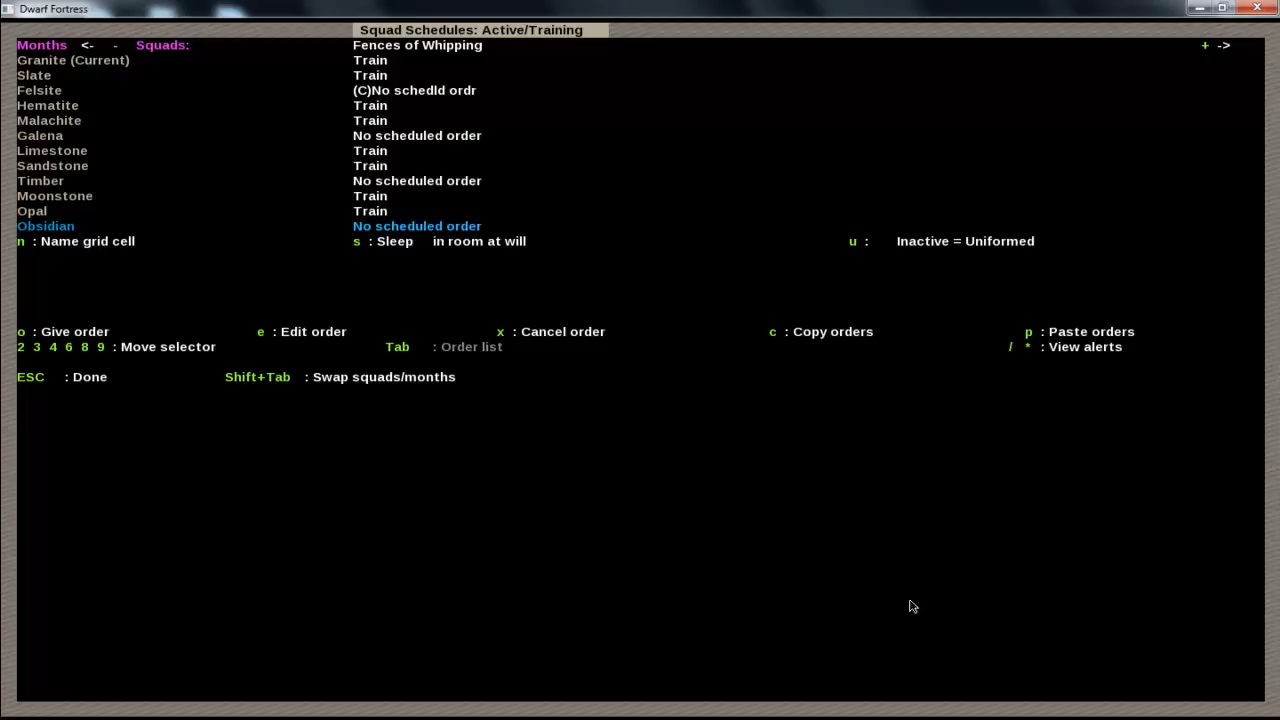 Dwarf Fortress
Squad Schedules: Active/Training
Months <- - Squads: Fences of Whipping + ->
Granite (Current) Train
Slate Train
Felsite (C)No schedld ordr
Hematite Train
Malachite Train
Galena No scheduled order
Limestone Train
Sandstone Train
Timber No scheduled order
Moonstone Train
Opal Train
Obsidian No scheduled order
n : Name grid cell s : Sleep in room at will u : Inactive = Uniformed
o : Give order e : Edit order x : Cancel order c : Copy orders p : Paste orders
2 3 4 6 8 9 : Move selector Tab : Order list / * : View alerts
ESC : Done Shift+Tab : Swap squads/months